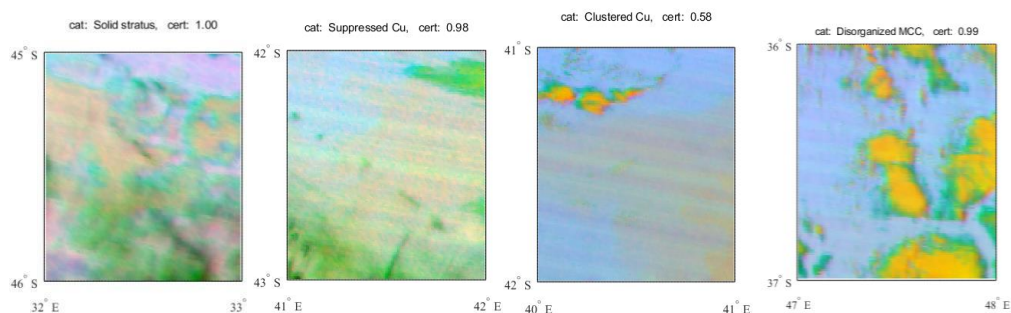 cat: Solid stratus, cert: 1.00
45° S
46° S
32° E
33°
cat: Suppressed Cu, cert: 0.98
42° S
43° S
41° E
42° E
cat: Clustered Cu, cert: 0.58
41° S
42° S
40° E
41° E
cat: Disorganized MCC, cert: 0.99
36° S
37° S
47° E
48° E